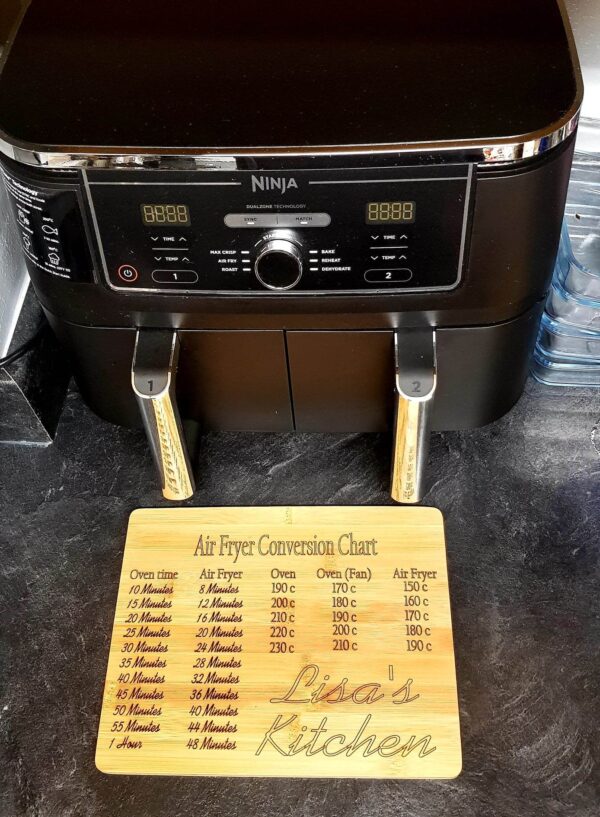 NINJA
DUALZONE TECHNOLOGY
SYNC MATCH
TIME TIME
TEMP TEMP
MAX CRISP
AIR FRY
ROAST
BAKE
REHEAT
DEHYDRATE
1 2
1 2
Air Fryer Conversion Chart
Oven time Air Fryer Oven Oven (Fan) Air Fryer
10 Minutes 8 Minutes 190 c 170 c 150 c
15 Minutes 12 Minutes 200 c 180 c 160 c
20 Minutes 16 Minutes 210 c 190 c 170 c
25 Minutes 20 Minutes 220 c 200 c 180 c
30 Minutes 24 Minutes 230 c 210 c 190 c
35 Minutes 28 Minutes
40 Minutes 32 Minutes
45 Minutes 36 Minutes
50 Minutes 40 Minutes
55 Minutes 44 Minutes
1 Hour 48 Minutes
Lisa's
Kitchen